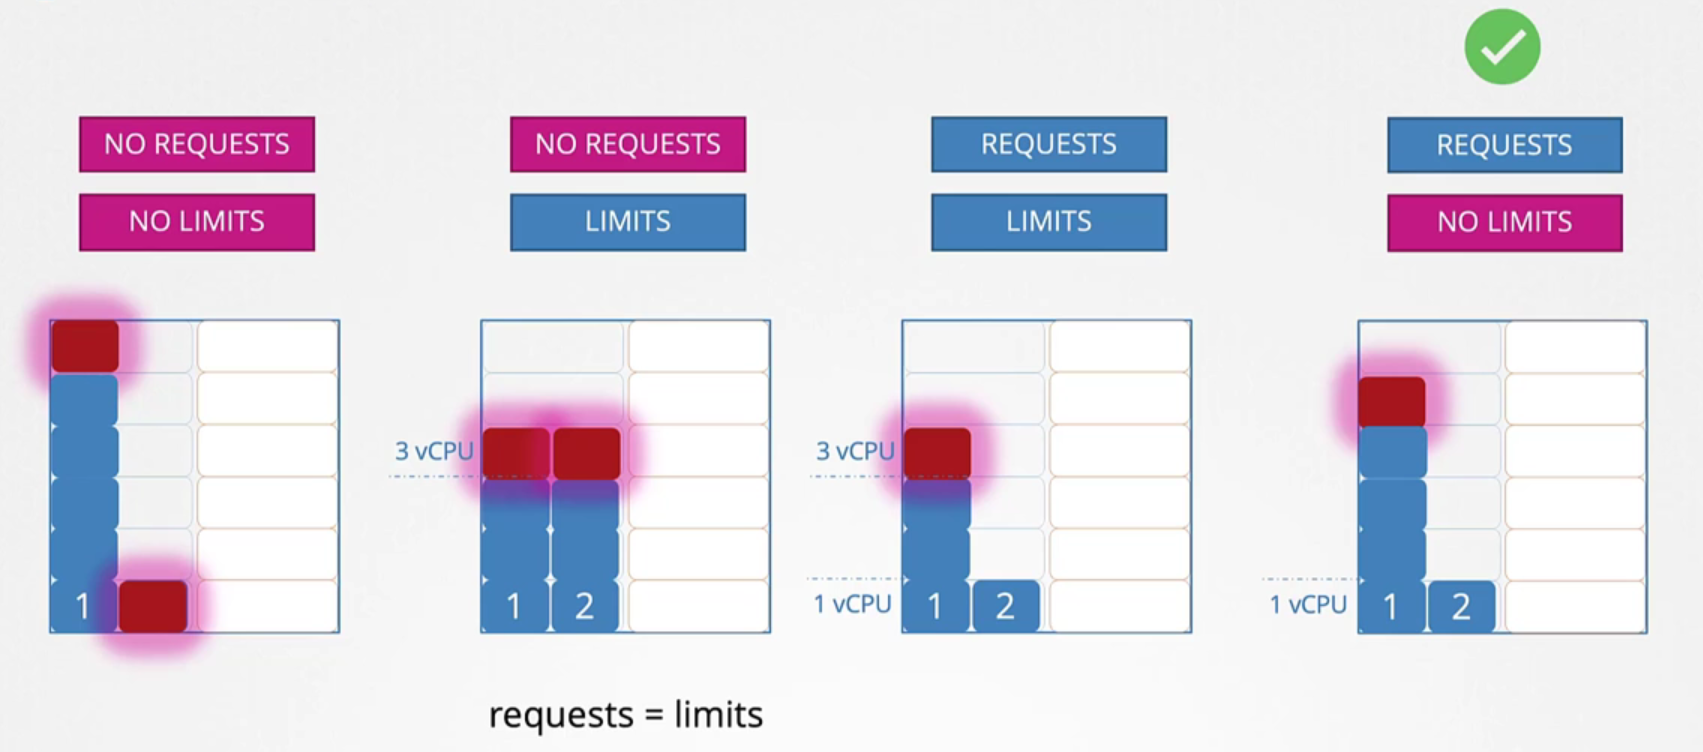 NO REQUESTS
NO LIMITS
1
NO REQUESTS
LIMITS
3 vCPU
1 2
requests = limits
REQUESTS
LIMITS
3 vCPU
1 vCPU
1 2
REQUESTS
NO LIMITS
1 vCPU
1 2